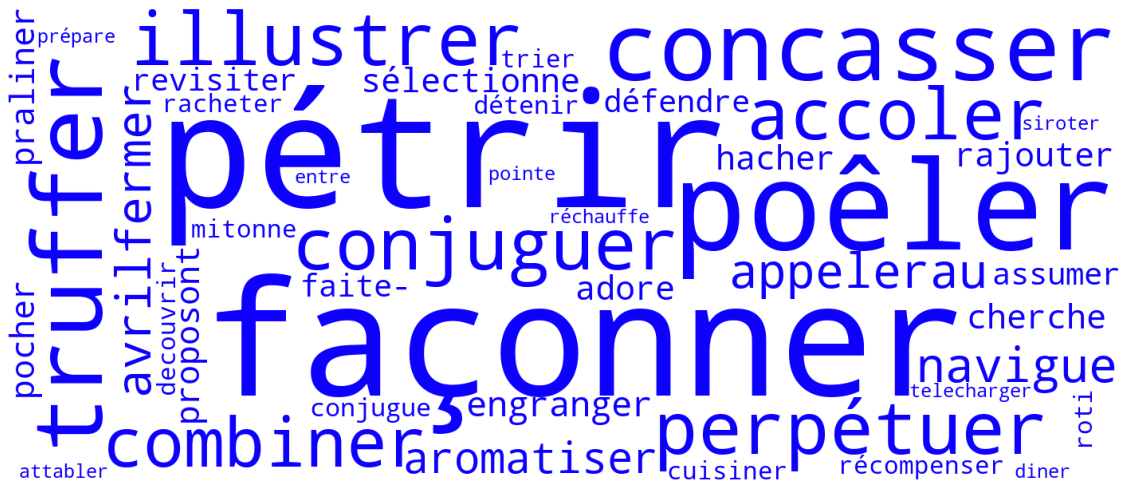 prépare
illustrer
trier
concasser
praliner
revisiter
sélectionne
racheter
détenir
défendre
accoler
siroter
truffer
avrilfermer
pétrir
entre
pointe
hacher
rajouter
poêler
mitonne
réchauffe
conjuguer
appelerau
assumer
pocher
decouvrir
proposont
faite-
adore
façonner
cherche
navigue
telecharger
conjugue
engranger
perpétuer
roti
combiner
aromatiser
attabler
cuisiner
récompenser
diner